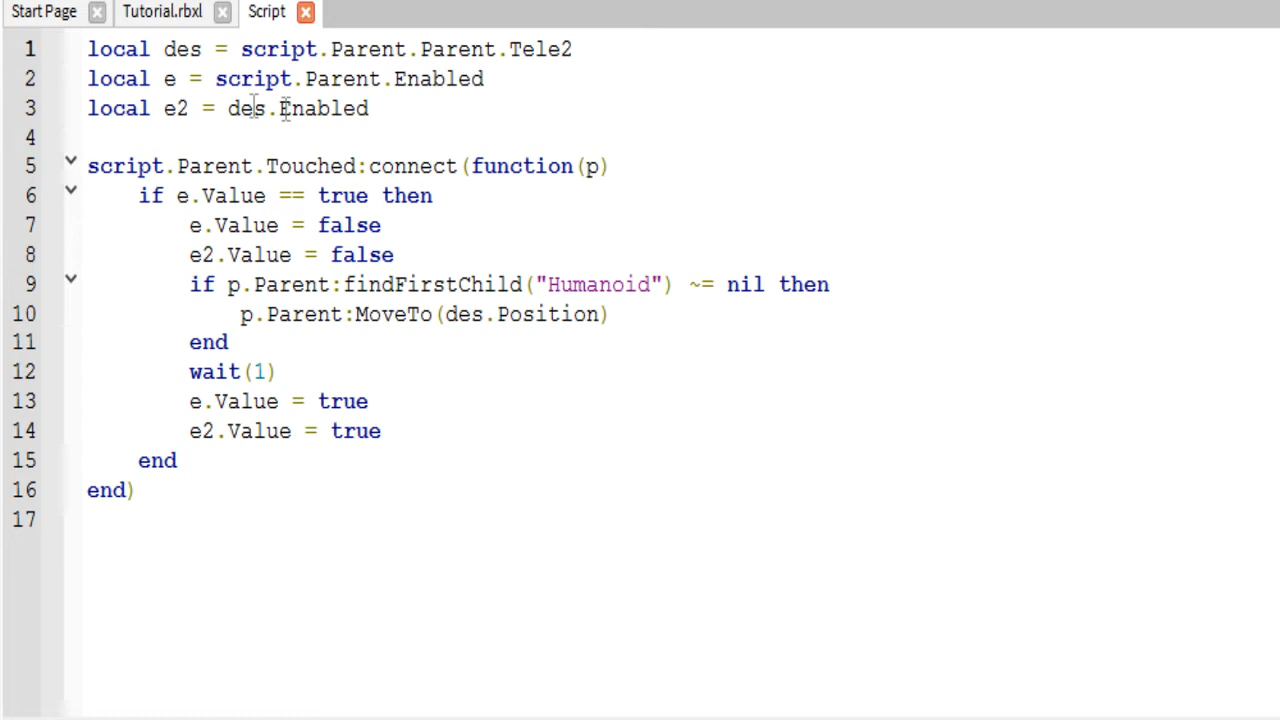 Start Page Tutorial.rbxl Script
1 local des = script.Parent.Parent.Tele2
2 local e = script.Parent.Enabled
3 local e2 = des.Enabled
4
5 script.Parent.Touched:connect(function(p)
6 if e.Value == true then
7 e.Value = false
8 e2.Value = false
9 if p.Parent:findFirstChild("Humanoid") ~= nil then
10 p.Parent:MoveTo(des.Position)
11 end
12 wait(1)
13 e.Value = true
14 e2.Value = true
15 end
16 end)
17